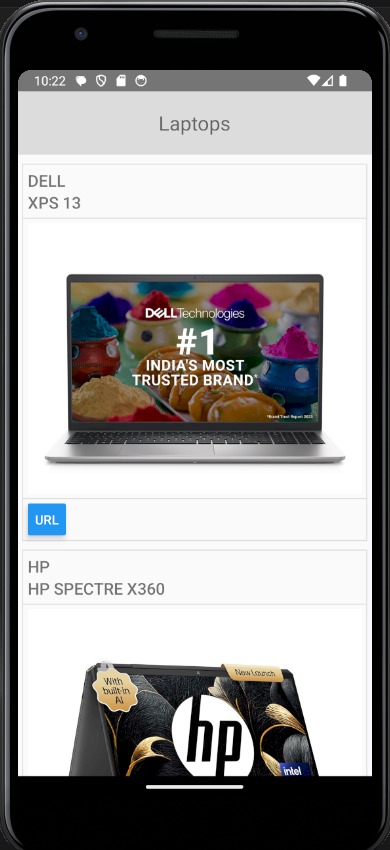 10:22
Laptops
DELL
XPS 13
DELLTechnologies
#1
INDIA'S MOST
TRUSTED BRAND*
*Brand Trust Report 2023
URL
HP
HP SPECTRE X360
With
built-in
AI
New Launch
hp
intel